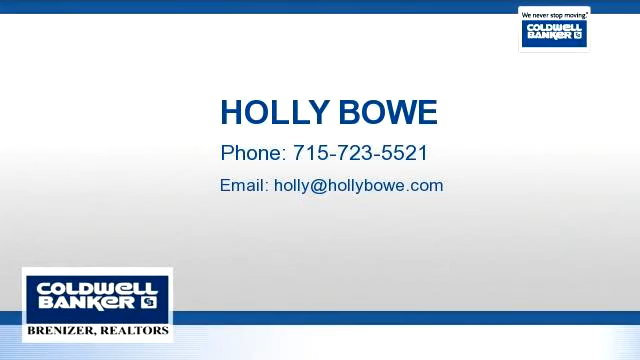 We never stop moving.®
COLDWELL
BANKER
HOLLY BOWE
Phone: 715-723-5521
Email: holly@hollybowe.com
COLDWELL
BANKER
BRENIZER, REALTORS